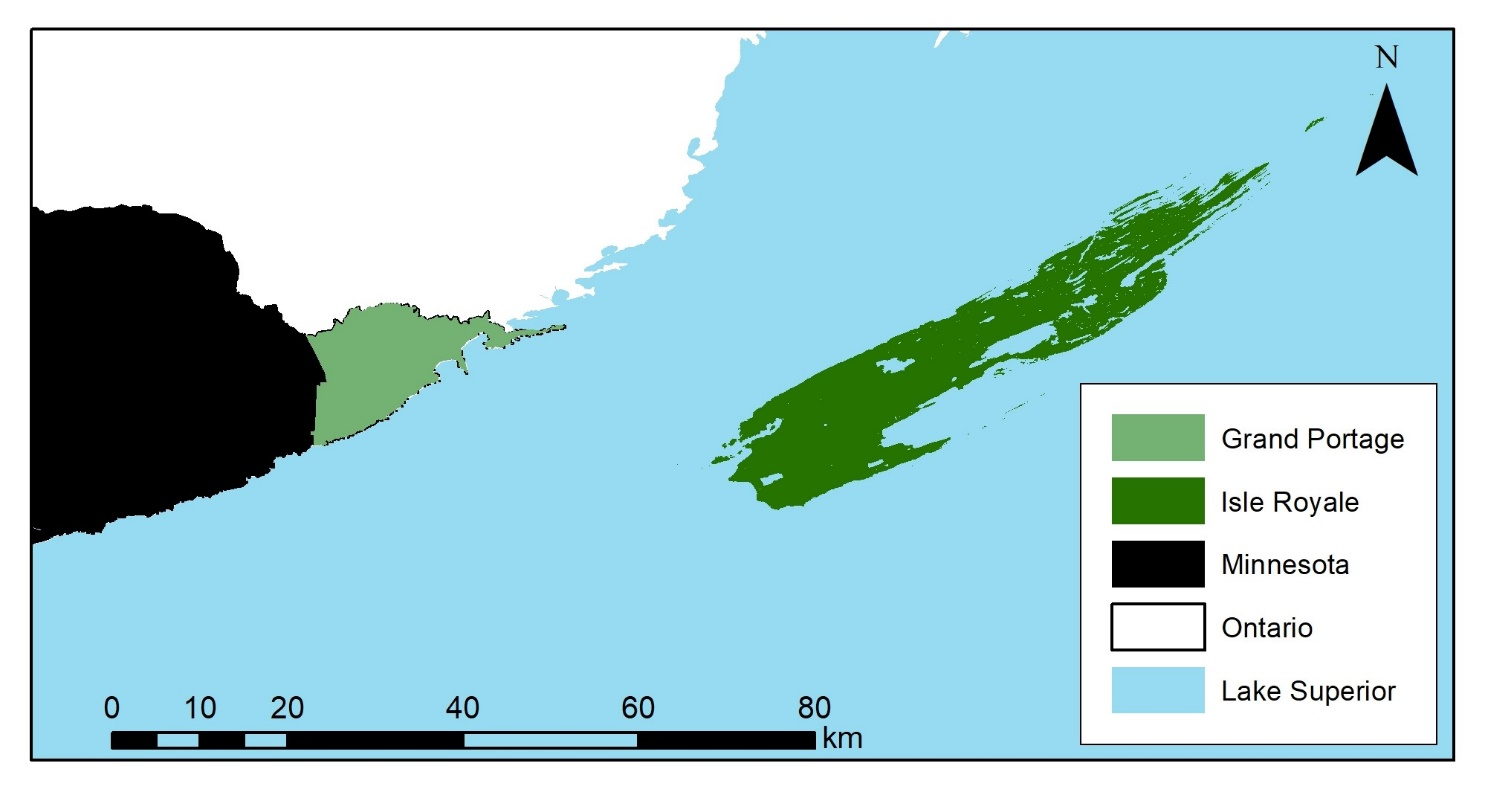 N
Grand Portage
Isle Royale
Minnesota
Ontario
Lake Superior
0 10 20 40 60 80
km